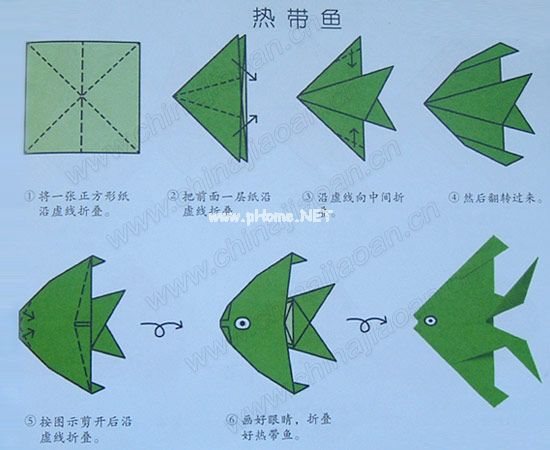 热带鱼
①将一张正方形纸
沿虚线折叠。
②把前面一层纸沿
虚线折叠。
③沿虚线向中间折
叠。
④然后翻转过来。
www.pHome.NET
⑤按图示剪开后沿
虚线折叠。
⑥画好眼睛，折叠
好热带鱼。
www.chinajiaoan.cn
www.chinajiaoan.cn